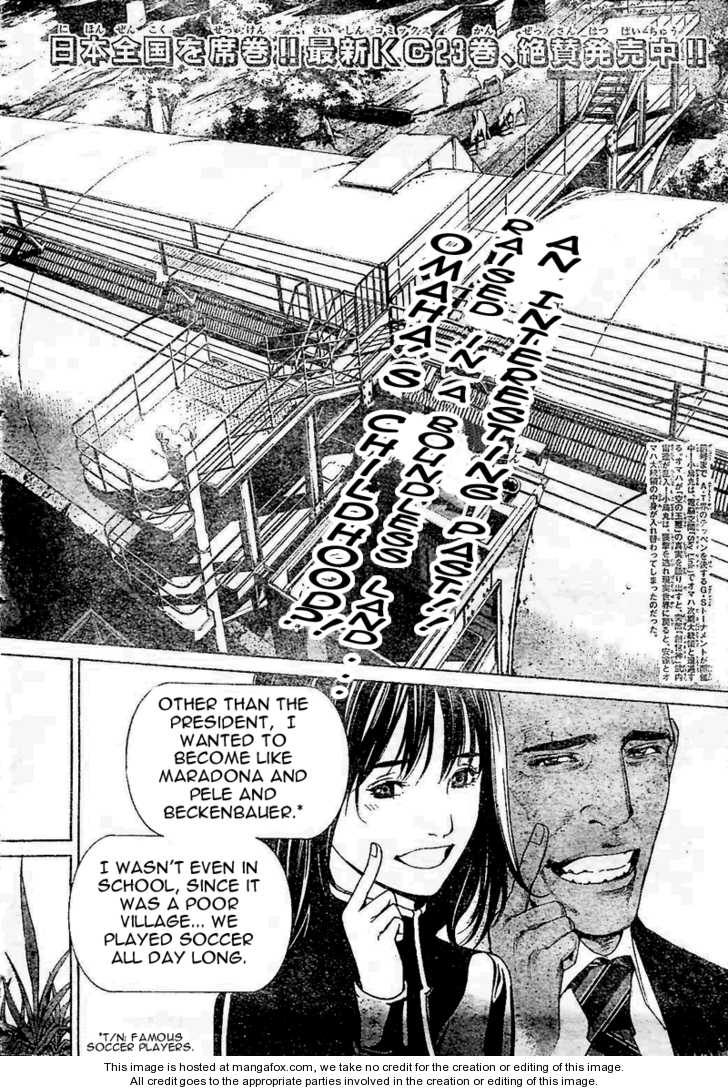 日本全国を席巻!!最新KC23巻、絶賛発売中!!
AN INTERESTING PAST!
RAISED IN A BOUNDLESS LAND...
OMAHA'S CHILDHOOD?!
OTHER THAN THE
PRESIDENT, I
WANTED TO
BECOME LIKE
MARADONA AND
PELE AND
BECKENBAUER.*
I WASN'T EVEN IN
SCHOOL, SINCE IT
WAS A POOR
VILLAGE... WE
PLAYED SOCCER
ALL DAY LONG.
*T/N: FAMOUS
SOCCER PLAYERS.
This image is hosted at mangafox.com, we take no credit for the creation or editing of this image.
All credit goes to the appropriate parties involved in the creation or editing of this image.